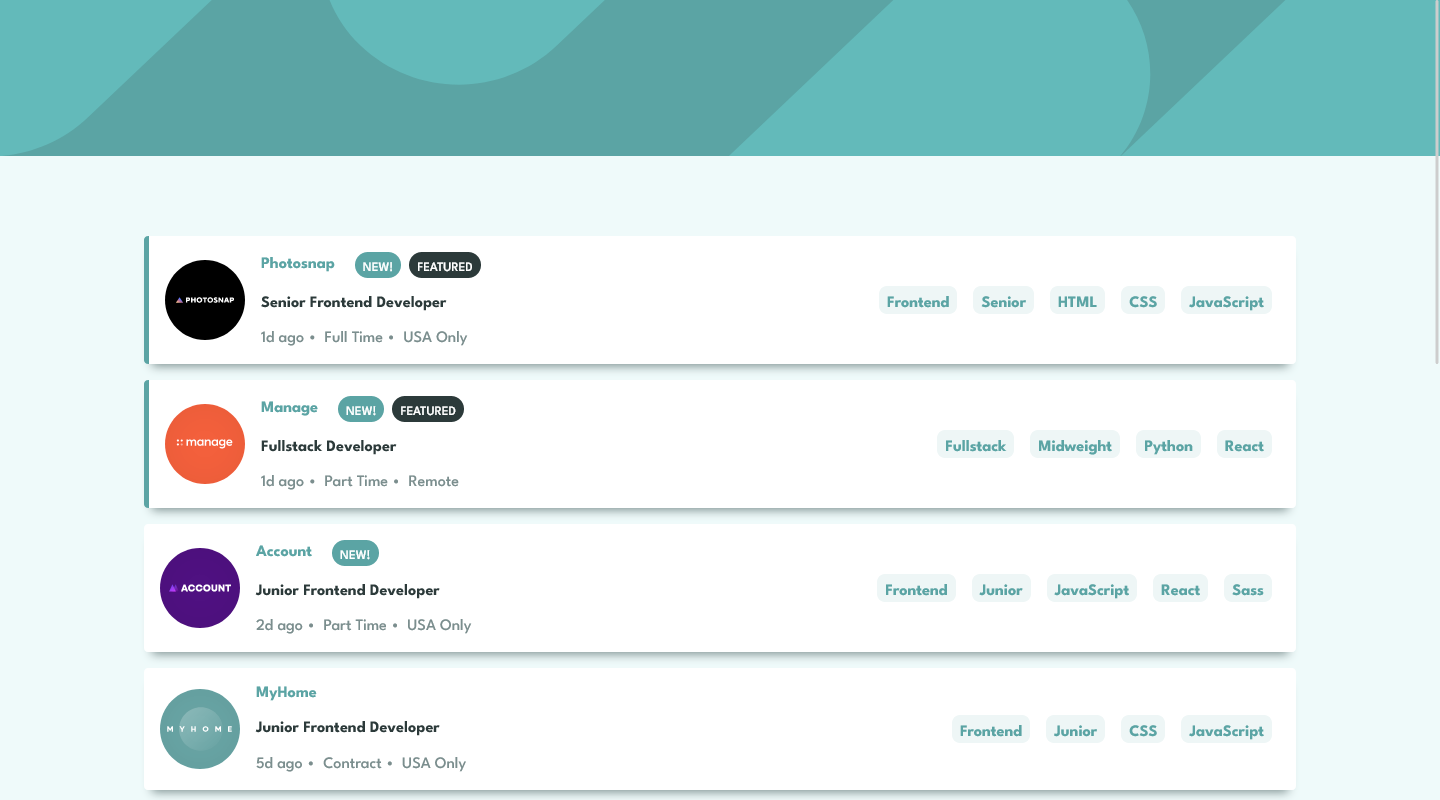 PHOTOSNAP
Photosnap NEW! FEATURED
Senior Frontend Developer
1d ago • Full Time • USA Only
Frontend Senior HTML CSS JavaScript
manage
Manage NEW! FEATURED
Fullstack Developer
1d ago • Part Time • Remote
Fullstack Midweight Python React
ACCOUNT
Account NEW!
Junior Frontend Developer
2d ago • Part Time • USA Only
Frontend Junior JavaScript React Sass
MYHOME
MyHome
Junior Frontend Developer
5d ago • Contract • USA Only
Frontend Junior CSS JavaScript